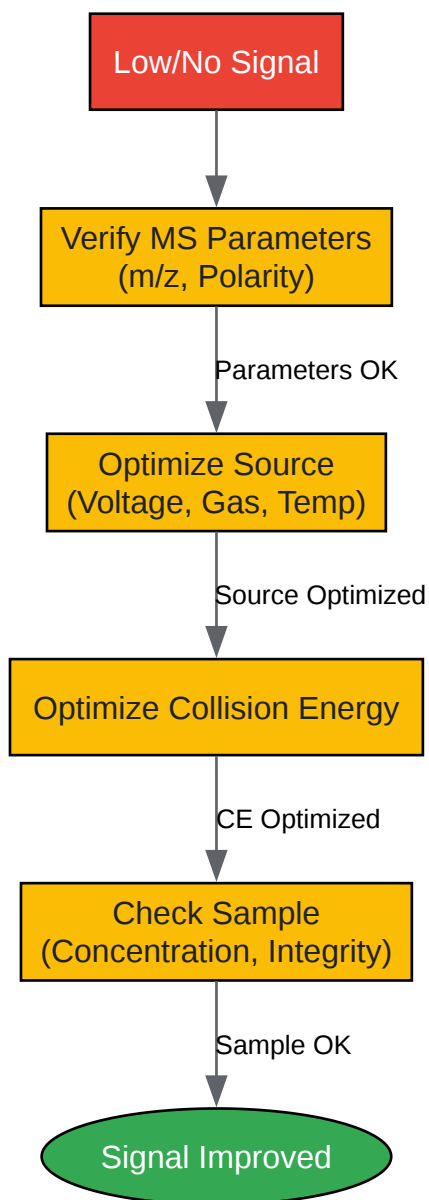 Low/No Signal
Verify MS Parameters
(m/z, Polarity)
Parameters OK
Optimize Source
(Voltage, Gas, Temp)
Source Optimized
Optimize Collision Energy
CE Optimized
Check Sample
(Concentration, Integrity)
Sample OK
Signal Improved